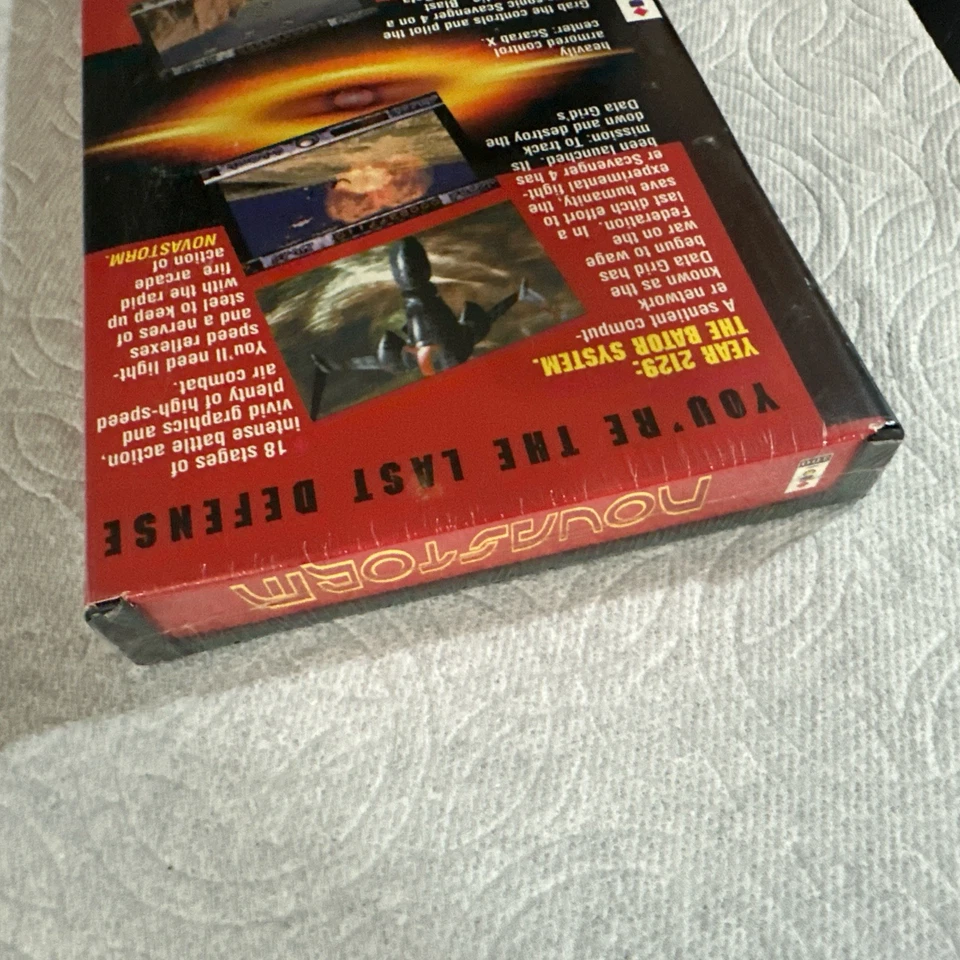 NOVASTORM
YOU'RE THE LAST DEFENSE
YEAR 2129:
THE BATOR SYSTEM.
A sentient comput-
er network
known as the
Data Grid has
begun to wage
war on the
Federation. In a
last ditch effort to
save humanity, the
experimental fight-
er Scavenger 4 has
been launched. Its
mission: To track
down and destroy the
Data Grid's
heavily
armored control
center: Scarab X.
Grab the controls and pilot the
sonic Scavenger 4 on a
Blast
18 stages of
intense battle action,
vivid graphics and
plenty of high-speed
air combat.
You'll need light-
speed reflexes
and a nerves of
steel to keep up
with the rapid
fire arcade
action of
NOVASTORM.